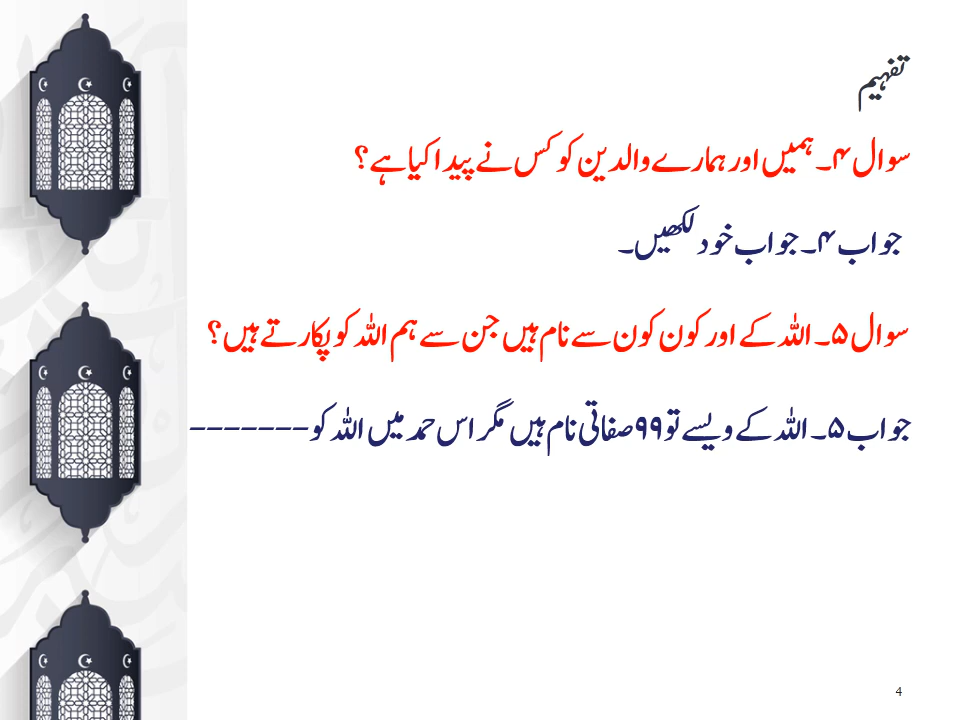 تفہیم
سوال ۴۔ ہمیں اور ہمارے والدین کو کس نے پیدا کیا ہے؟
جواب ۴۔ جواب خود لکھیں۔
سوال ۵۔ اللہ کے اور کون کون سے نام ہیں جن سے ہم اللہ کو پکارتے ہیں؟
جواب ۵۔ اللہ کے ویسے تو ۹۹ صفاتی نام ہیں مگر اس حمد میں اللہ کو -------
4